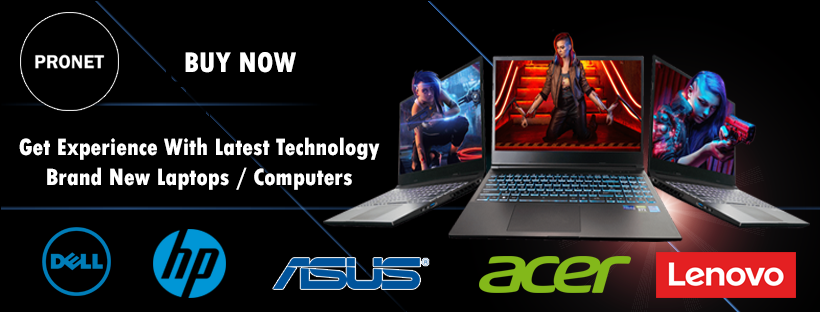 PRONET
BUY NOW
Get Experience With Latest Technology
Brand New Laptops / Computers
DELL
hp
ASUS®
acer
Lenovo